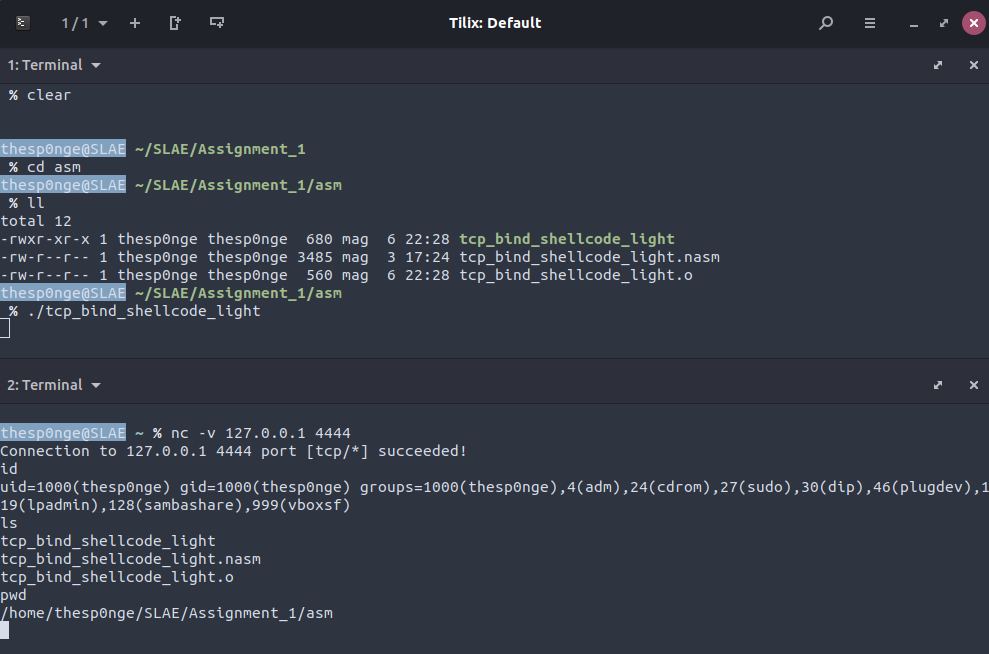 1 / 1
Tilix: Default
1: Terminal
% clear
thesp0nge@SLAE ~/SLAE/Assignment_1
% cd asm
thesp0nge@SLAE ~/SLAE/Assignment_1/asm
% ll
total 12
-rwxr-xr-x 1 thesp0nge thesp0nge  680 mag  6 22:28 tcp_bind_shellcode_light
-rw-r--r-- 1 thesp0nge thesp0nge 3485 mag  3 17:24 tcp_bind_shellcode_light.nasm
-rw-r--r-- 1 thesp0nge thesp0nge  560 mag  6 22:28 tcp_bind_shellcode_light.o
thesp0nge@SLAE ~/SLAE/Assignment_1/asm
% ./tcp_bind_shellcode_light
2: Terminal
thesp0nge@SLAE ~ % nc -v 127.0.0.1 4444
Connection to 127.0.0.1 4444 port [tcp/*] succeeded!
id
uid=1000(thesp0nge) gid=1000(thesp0nge) groups=1000(thesp0nge),4(adm),24(cdrom),27(sudo),30(dip),46(plugdev),1
19(lpadmin),128(sambashare),999(vboxsf)
ls
tcp_bind_shellcode_light
tcp_bind_shellcode_light.nasm
tcp_bind_shellcode_light.o
pwd
/home/thesp0nge/SLAE/Assignment_1/asm